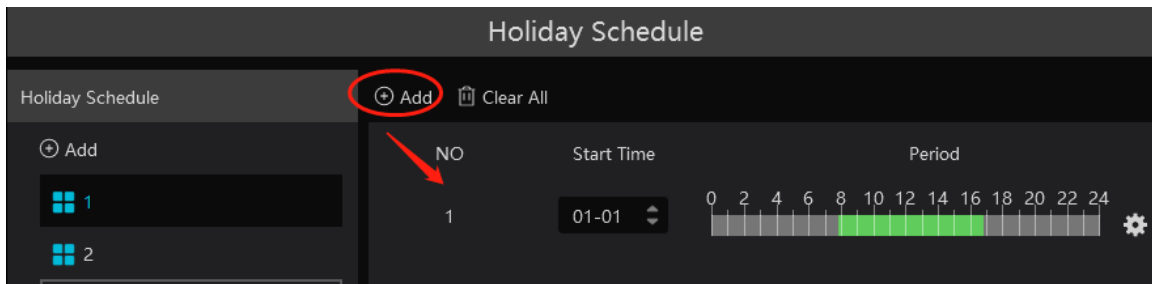 Holiday Schedule
Holiday Schedule
Add
Clear All
Add
NO
Start Time
Period
1
0 2 4 6 8 10 12 14 16 18 20 22 24
1
01-01
2